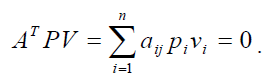 $A^T PV = \sum_{i=1}^{n} a_{ij} p_i v_i = 0$.